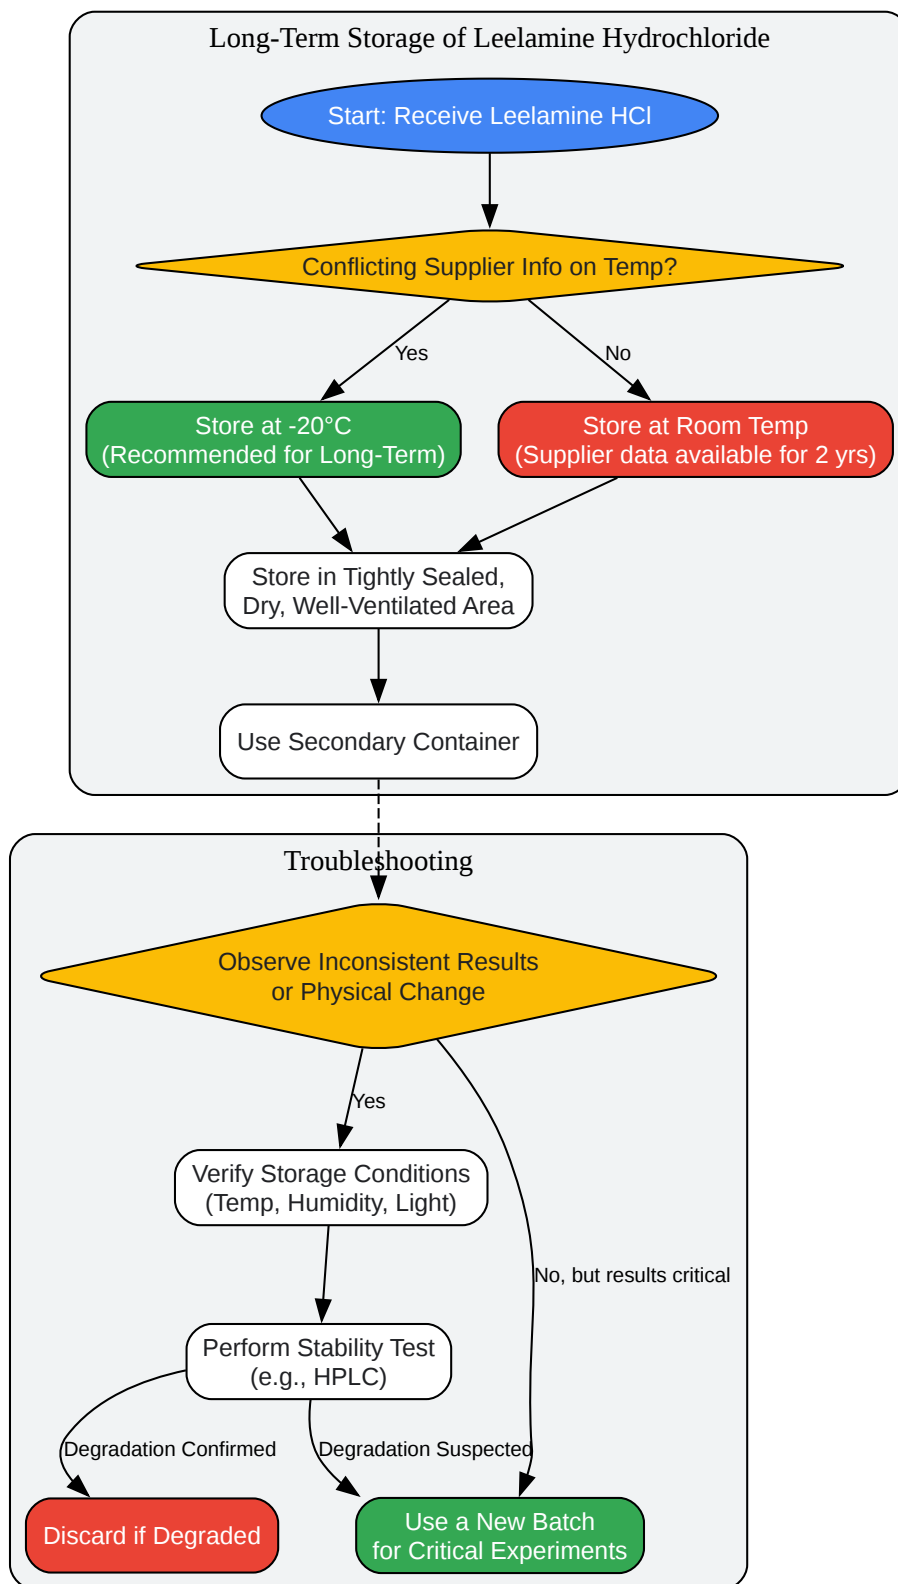 Long-Term Storage of Leelamine Hydrochloride
Start: Receive Leelamine HCl
Conflicting Supplier Info on Temp?
Yes
No
Store at -20°C
(Recommended for Long-Term)
Store at Room Temp
(Supplier data available for 2 yrs)
Store in Tightly Sealed,
Dry, Well-Ventilated Area
Use Secondary Container
Troubleshooting
Observe Inconsistent Results
or Physical Change
Yes
Verify Storage Conditions
(Temp, Humidity, Light)
No, but results critical
Perform Stability Test
(e.g., HPLC)
Degradation Confirmed
Degradation Suspected
Discard if Degraded
Use a New Batch
for Critical Experiments